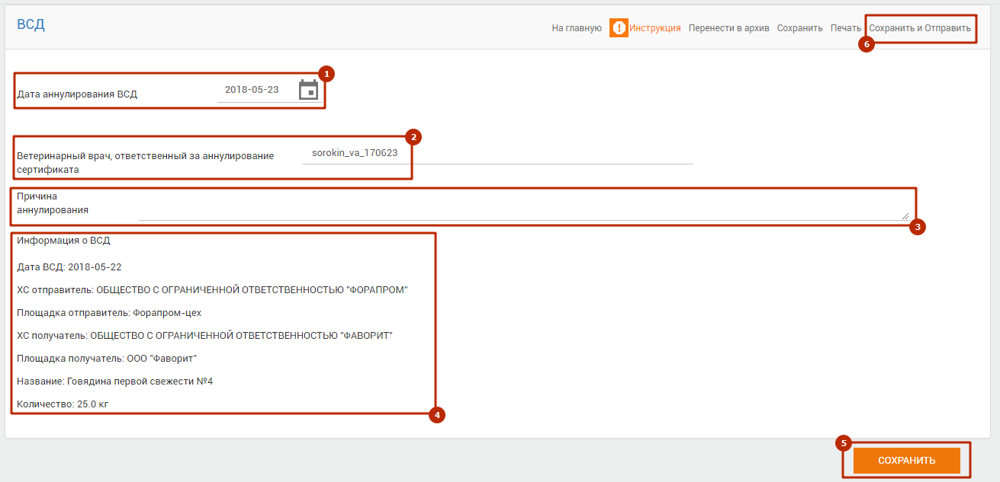 ВСД
На главную Инструкция Перенести в архив Сохранить Печать Сохранить и Отправить
6
1
Дата аннулирования ВСД 2018-05-23
2
Ветеринарный врач, ответственный за аннулирование sorokin_va_170623
сертификата
Причина
аннулирования
3
Информация о ВСД
Дата ВСД: 2018-05-22
ХС отправитель: ОБЩЕСТВО С ОГРАНИЧЕННОЙ ОТВЕТСТВЕННОСТЬЮ "ФОРАПРОМ"
Площадка отправитель: Форапром-цех
ХС получатель: ОБЩЕСТВО С ОГРАНИЧЕННОЙ ОТВЕТСТВЕННОСТЬЮ "ФАВОРИТ"
Площадка получатель: ООО "Фаворит"
Название: Говядина первой свежести №4
Количество: 25.0 кг
4
5
СОХРАНИТЬ